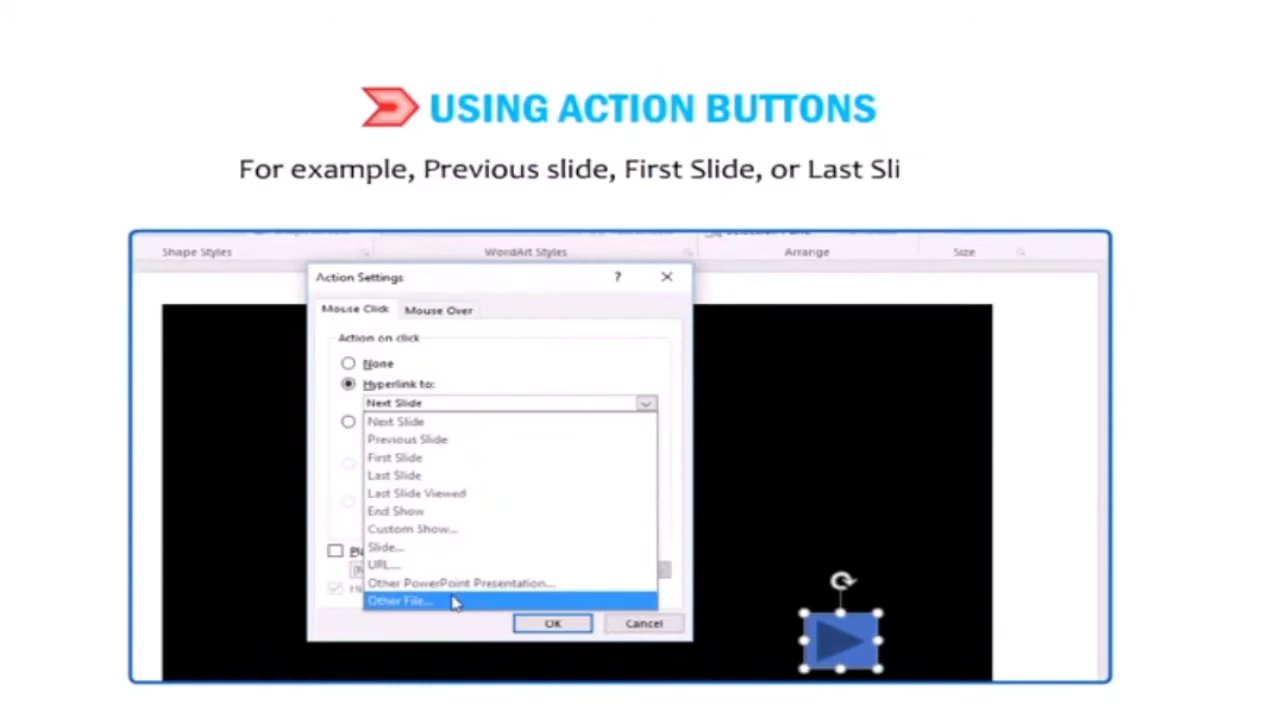 USING ACTION BUTTONS
For example, Previous slide, First Slide, or Last Sli
Shape Styles
WordArt Styles
Arrange
Size
Action Settings
Mouse Click
Mouse Over
Action on click
None
Hyperlink to:
Next Slide
Next Slide
Previous Slide
First Slide
Last Slide
Last Slide Viewed
End Show
Custom Show...
Slide...
URL...
Other PowerPoint Presentation...
Other File...
OK
Cancel